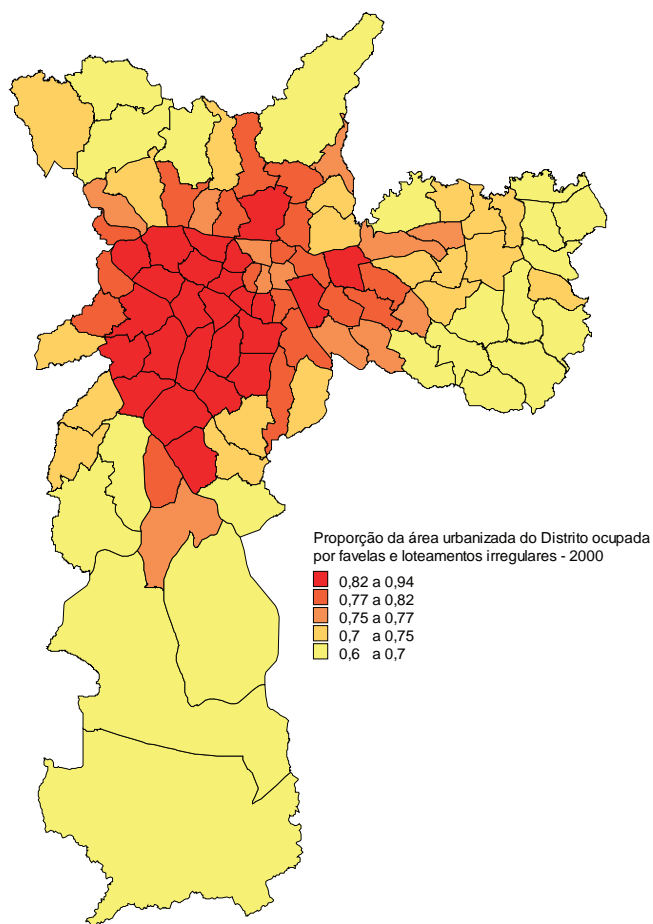 Proporção da área urbanizada do Distrito ocupada
por favelas e loteamentos irregulares - 2000
0,82 a 0,94
0,77 a 0,82
0,75 a 0,77
0,7 a 0,75
0,6 a 0,7